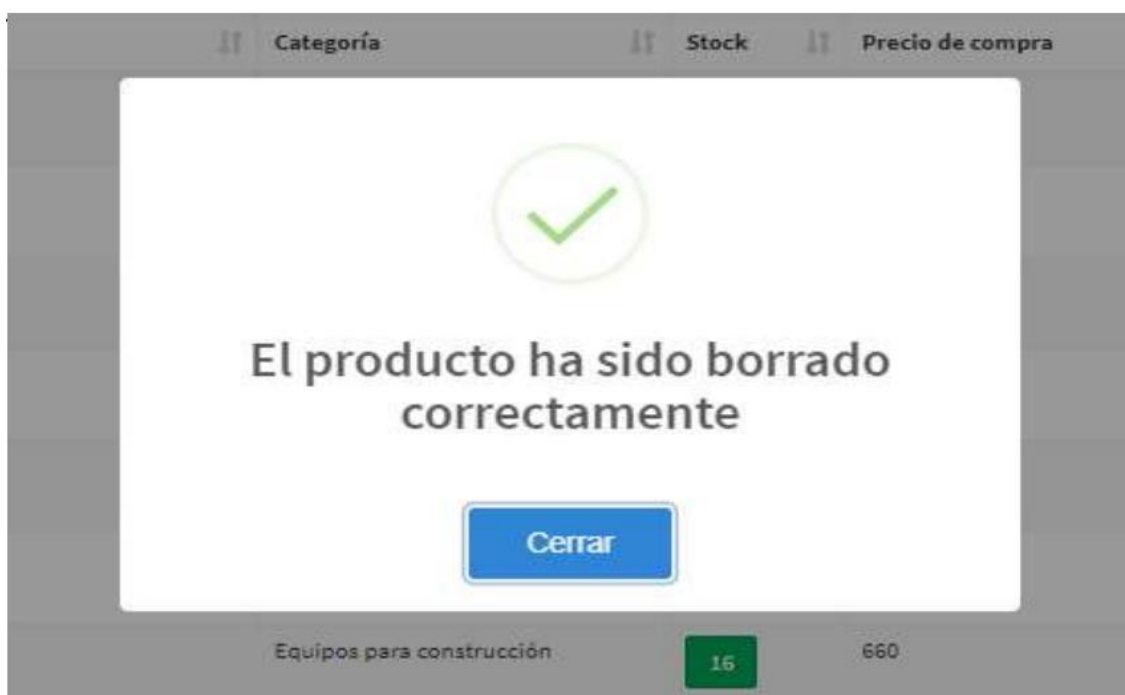 Categoría Stock Precio de compra
El producto ha sido borrado
correctamente
Cerrar
Equipos para construcción 16 660